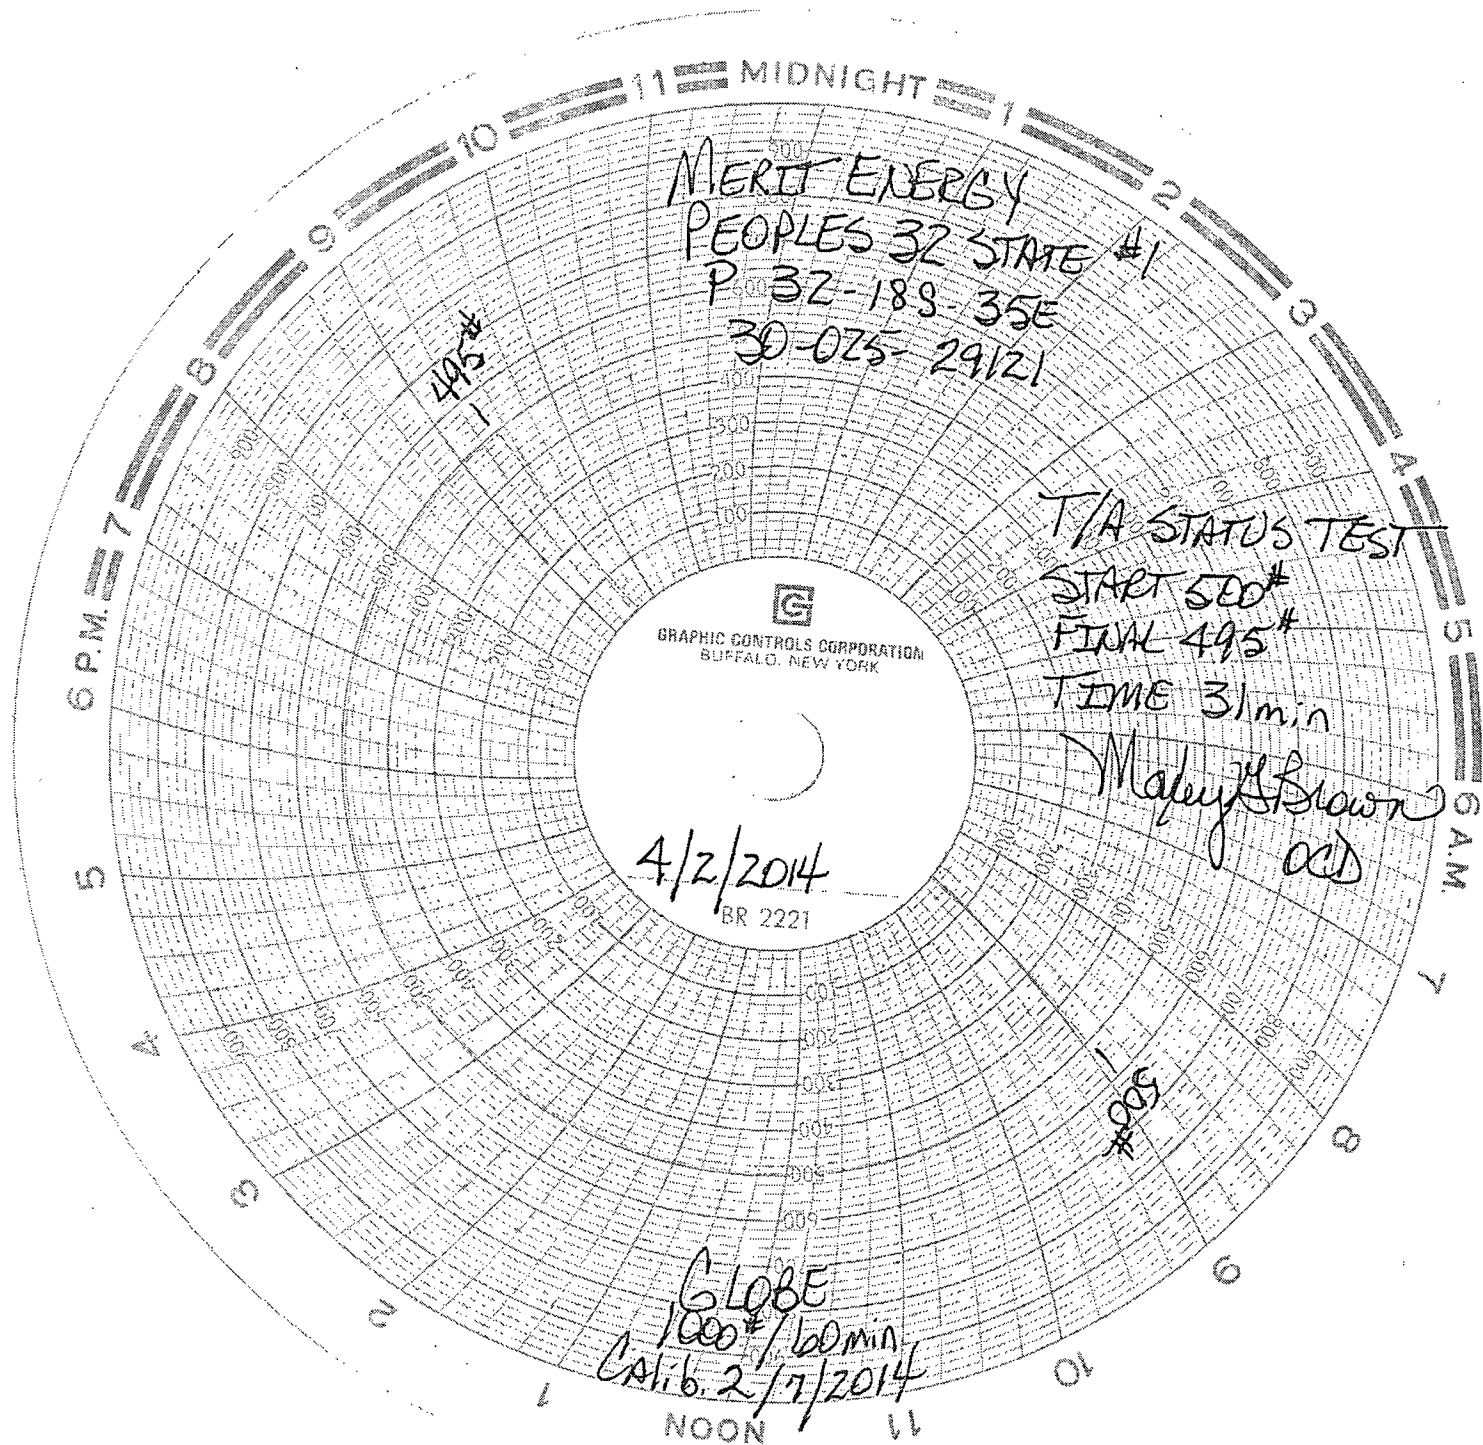 MERIT ENERGY
PEOPLES 32 STATE #1
P 32-18S-35E
30-025-29121
495#
T/A STATUS TEST
START 500#
FINAL 495#
TIME 31 min
Brown
OCD
GRAPHIC CONTROLS CORPORATION
BUFFALO, NEW YORK
4/2/2014
BR 2221
500#
GLOBE
1000#/60min
CALib. 2/7/2014
MIDNIGHT
1
2
3
4
5
6 A.M.
7
8
9
10
11
NOON
1
2
3
4
5
6 P.M.
7
8
9
10
11